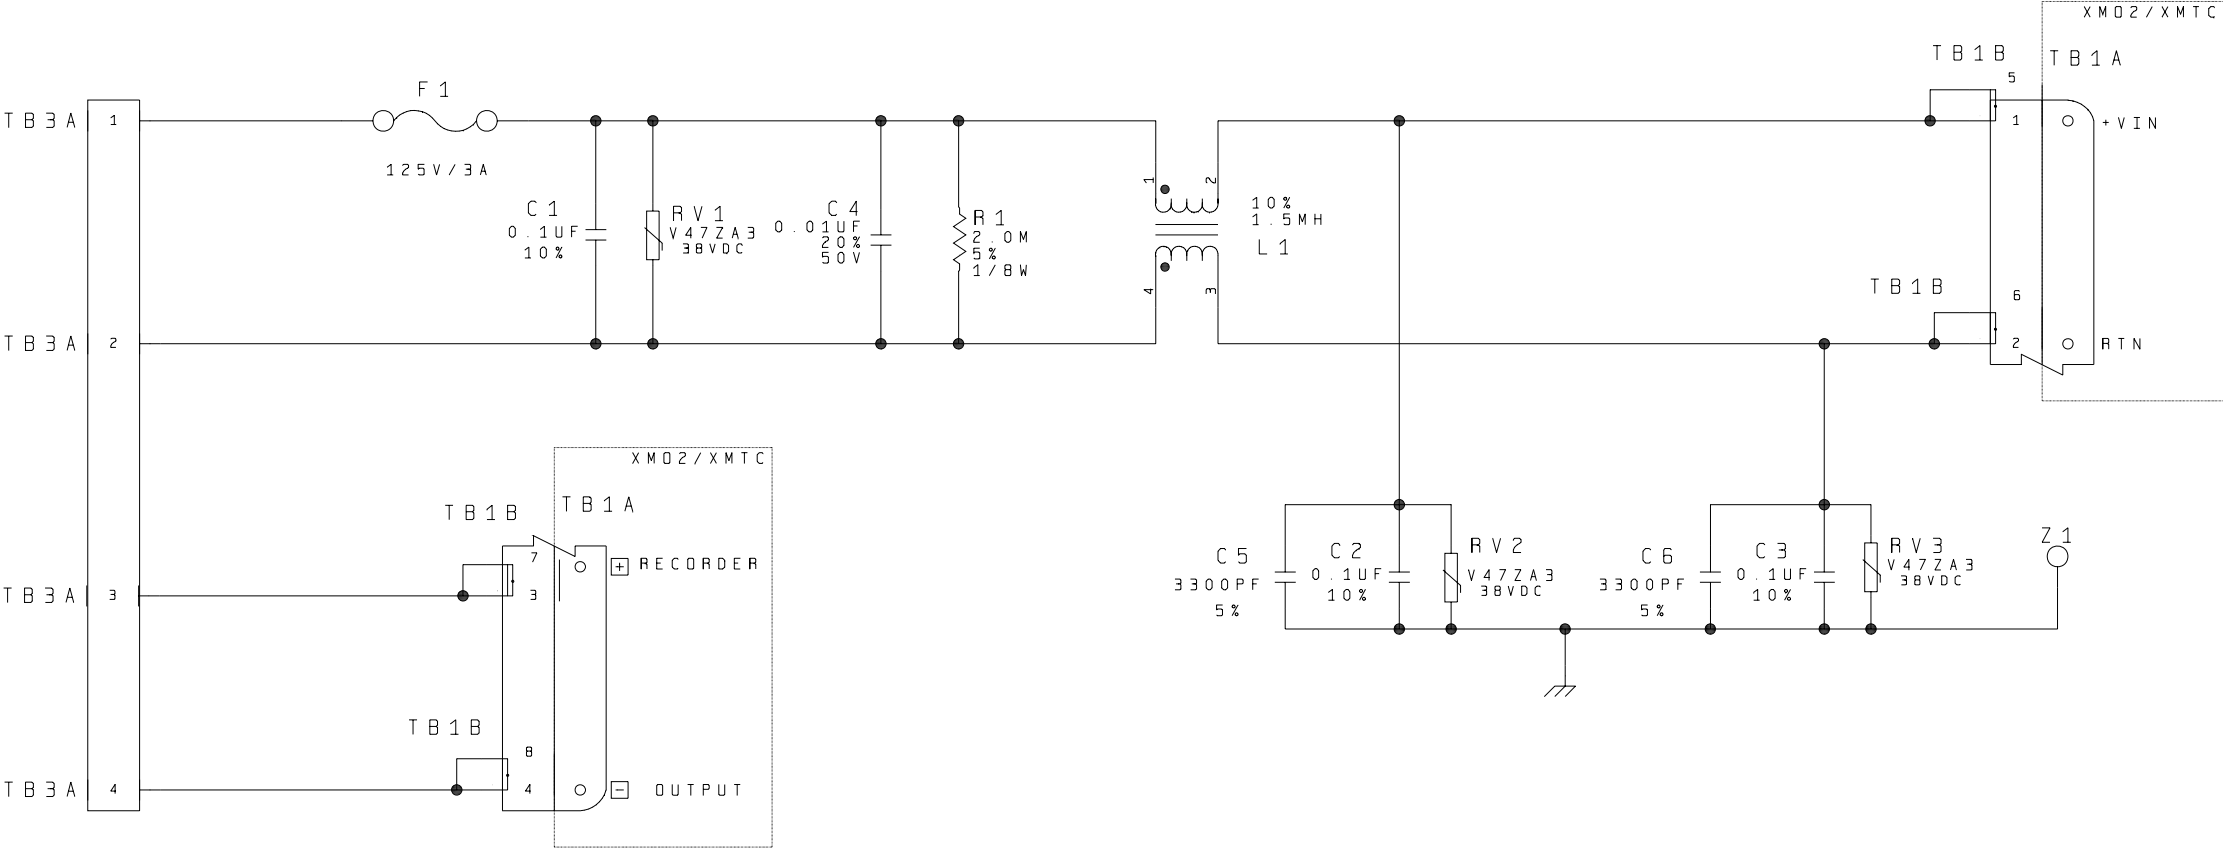 XMO2/XMTC
TB1B
TB1A
5
F1
TB3A
1
1
+VIN
125V/3A
1
2
C1
0.1UF
10%
RV1
V47ZA3
38VDC
C4
0.01UF
20%
50V
R1
2.0M
5%
1/8W
10%
1.5MH
L1
4
3
TB1B
6
TB3A
2
2
RTN
XMO2/XMTC
TB1B
TB1A
7
+ RECORDER
TB3A
3
3
C5
3300PF
5%
C2
0.1UF
10%
RV2
V47ZA3
38VDC
C6
3300PF
5%
C3
0.1UF
10%
RV3
V47ZA3
38VDC
Z1
TB1B
8
TB3A
4
4
- OUTPUT